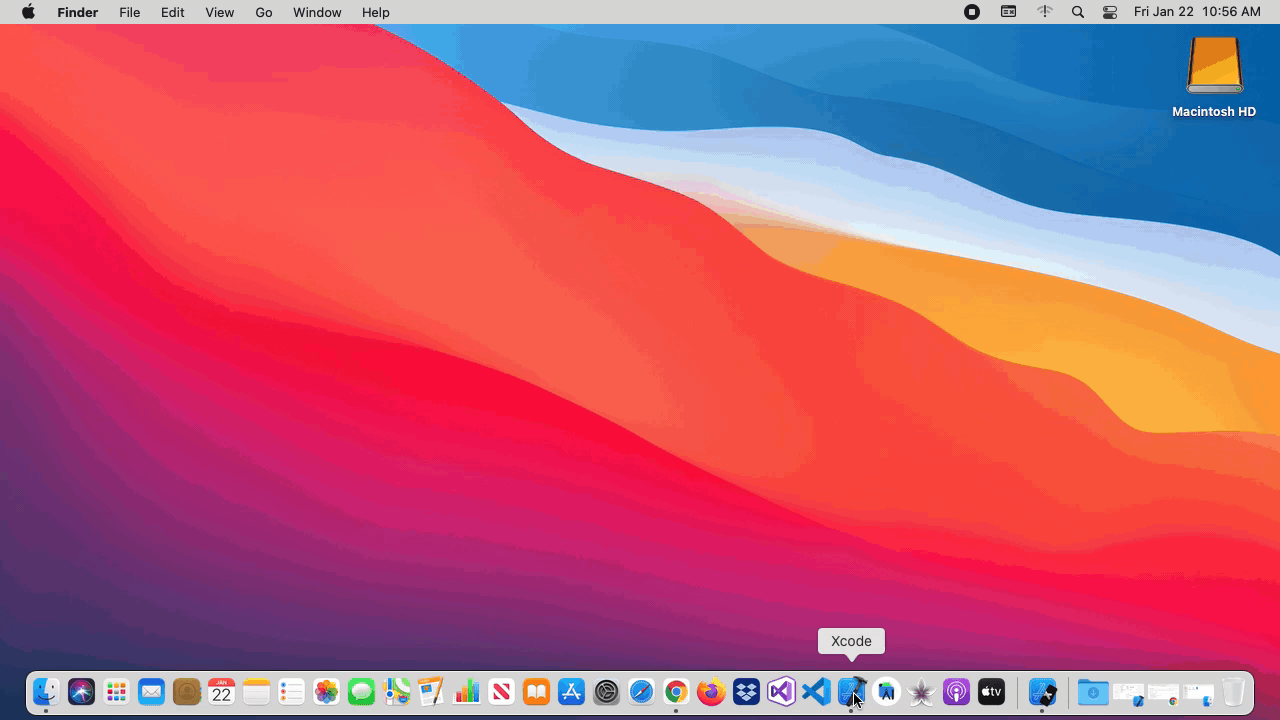 Finder File Edit View Go Window Help Fri Jan 22 10:56 AM
Macintosh HD
Xcode
JAN
22
tv